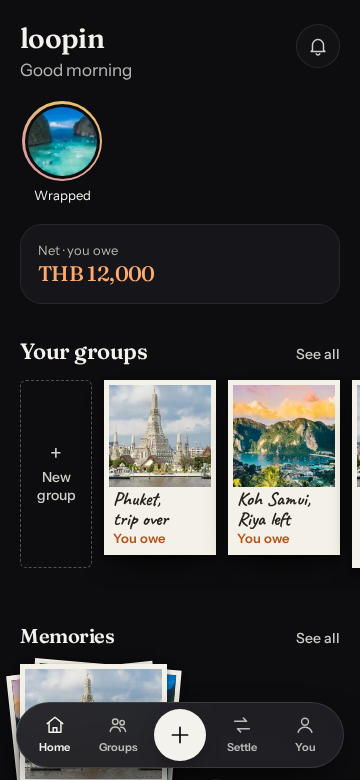 loopin
Good morning
Wrapped
Net · you owe
THB 12,000
Your groups
See all
+
New
group
Phuket,
trip over
You owe
Koh Samui,
Riya left
You owe
Memories
See all
Home
Groups
+
Settle
You